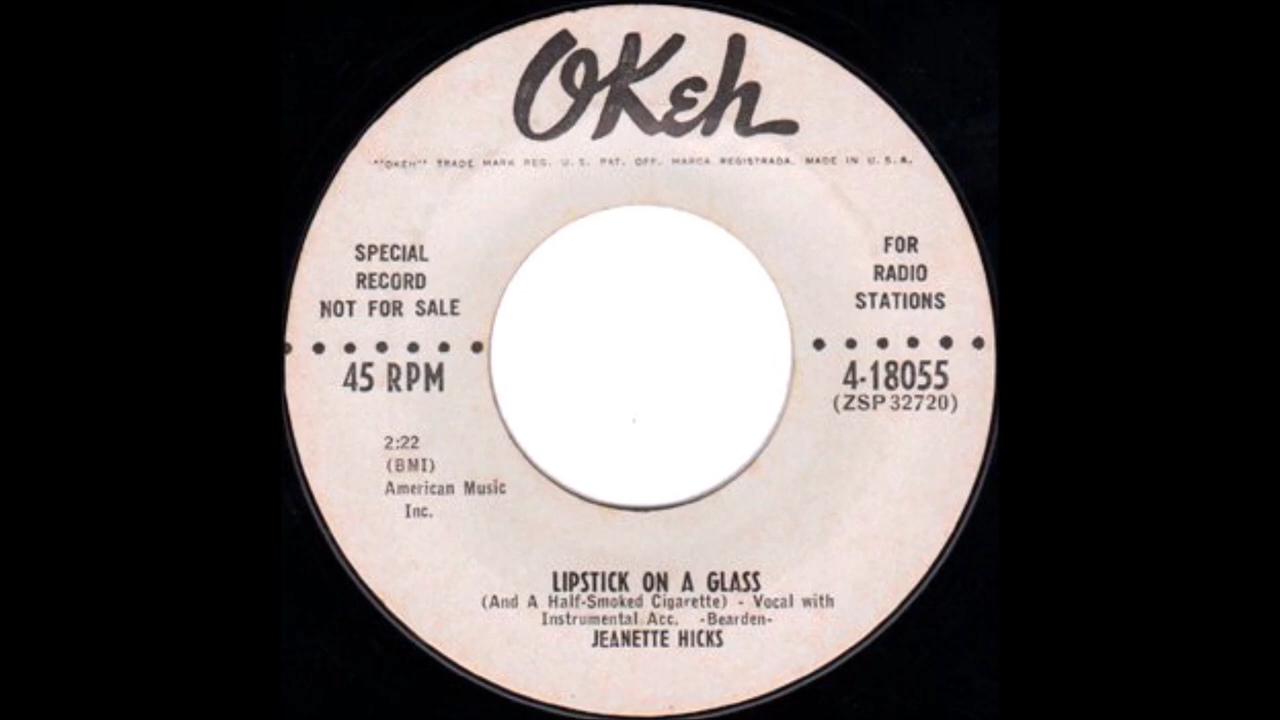 OKeh
""OKEH"" TRADE MARK REG. U.S. PAT. OFF. MARCA REGISTRADA. MADE IN U.S.A.
SPECIAL
RECORD
NOT FOR SALE
FOR
RADIO
STATIONS
45 RPM
4-18055
(ZSP 32720)
2:22
(BMI)
American Music
Inc.
LIPSTICK ON A GLASS
(And A Half-Smoked Cigarette) - Vocal with
Instrumental Acc. -Bearden-
JEANETTE HICKS